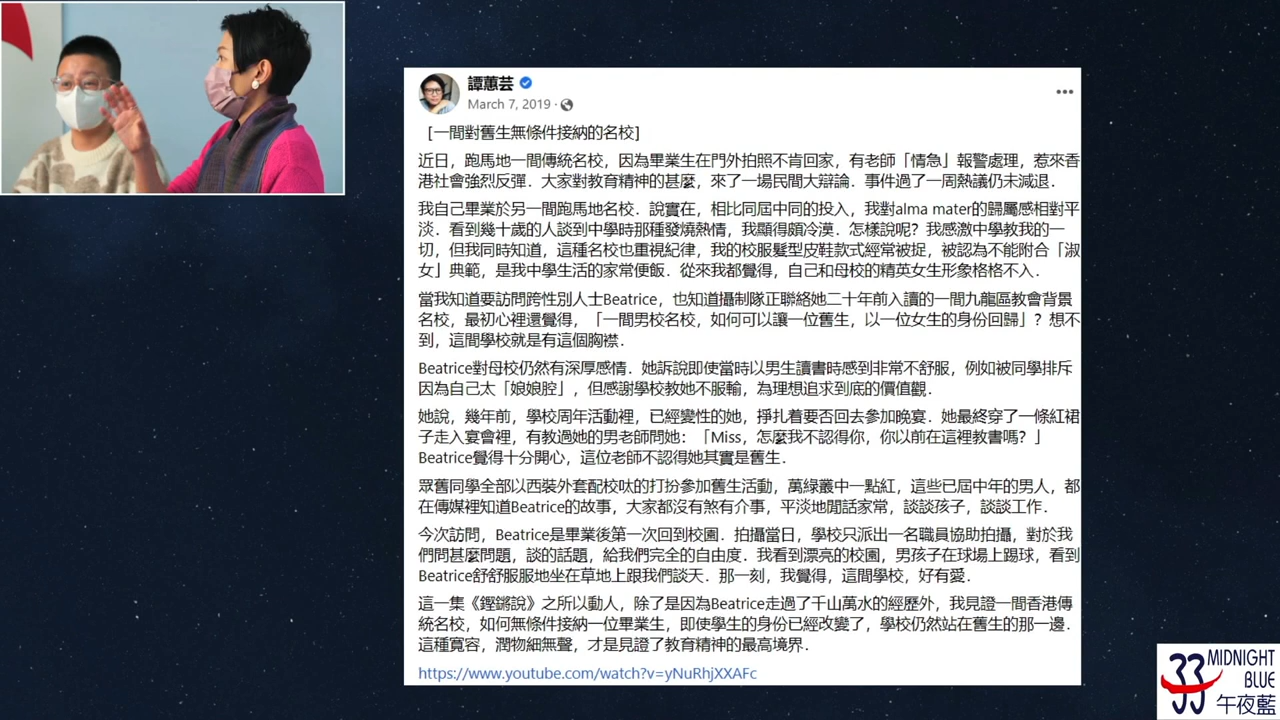 譚蕙芸
March 7, 2019
［一間對舊生無條件接納的名校］
近日，跑馬地一間傳統名校，因為畢業生在門外拍照不肯回家，有老師「情急」報警處理，惹來香
港社會強烈反彈．大家對教育精神的甚麼，來了一場民間大辯論．事件過了一周熱議仍未減退．
我自己畢業於另一間跑馬地名校．說實在，相比同屆中同的投入，我對alma mater的歸屬感相對平
淡．看到幾十歲的人談到中學時那種發燒熱情，我顯得頗冷漠．怎樣說呢？我感激中學教我的一
切，但我同時知道，這種名校也重視紀律，我的校服髮型皮鞋款式經常被捉，被認為不能附合「淑
女」典範，是我中學生活的家常便飯．從來我都覺得，自己和母校的精英女生形象格格不入．
當我知道要訪問跨性別人士Beatrice，也知道攝制隊正聯絡她二十年前入讀的一間九龍區教會背景
名校，最初心裡還覺得，「一間男校名校，如何可以讓一位舊生，以一位女生的身份回歸」？想不
到，這間學校就是有這個胸襟．
Beatrice對母校仍然有深厚感情．她訴說即使當時以男生讀書時感到非常不舒服，例如被同學排斥
因為自己太「娘娘腔」，但感謝學校教她不服輸，為理想追求到底的價值觀．
她說，幾年前，學校周年活動裡，已經變性的她，掙扎着要否回去參加晚宴．她最終穿了一條紅裙
子走入宴會裡，有教過她的男老師問她：「Miss，怎麼我不認得你，你以前在這裡教書嗎？」
Beatrice覺得十分開心，這位老師不認得她其實是舊生．
眾舊同學全部以西裝外套配校呔的打扮參加舊生活動，萬綠叢中一點紅，這些已屆中年的男人，都
在傳媒裡知道Beatrice的故事，大家都沒有煞有介事，平淡地閒話家常，談談孩子，談談工作．
今次訪問，Beatrice是畢業後第一次回到校園．拍攝當日，學校只派出一名職員協助拍攝，對於我
們問甚麼問題，談的話題，給我們完全的自由度．我看到漂亮的校園，男孩子在球場上踢球，看到
Beatrice舒舒服服地坐在草地上跟我們談天．那一刻，我覺得，這間學校，好有愛．
這一集《鏗鏘說》之所以動人，除了是因為Beatrice走過了千山萬水的經歷外，我見證一間香港傳
統名校，如何無條件接納一位畢業生，即使學生的身份已經改變了，學校仍然站在舊生的那一邊．
這種寬容，潤物細無聲，才是見證了教育精神的最高境界．
https://www.youtube.com/watch?v=yNuRhjXXAFc
33
MIDNIGHT
BLUE
午夜藍